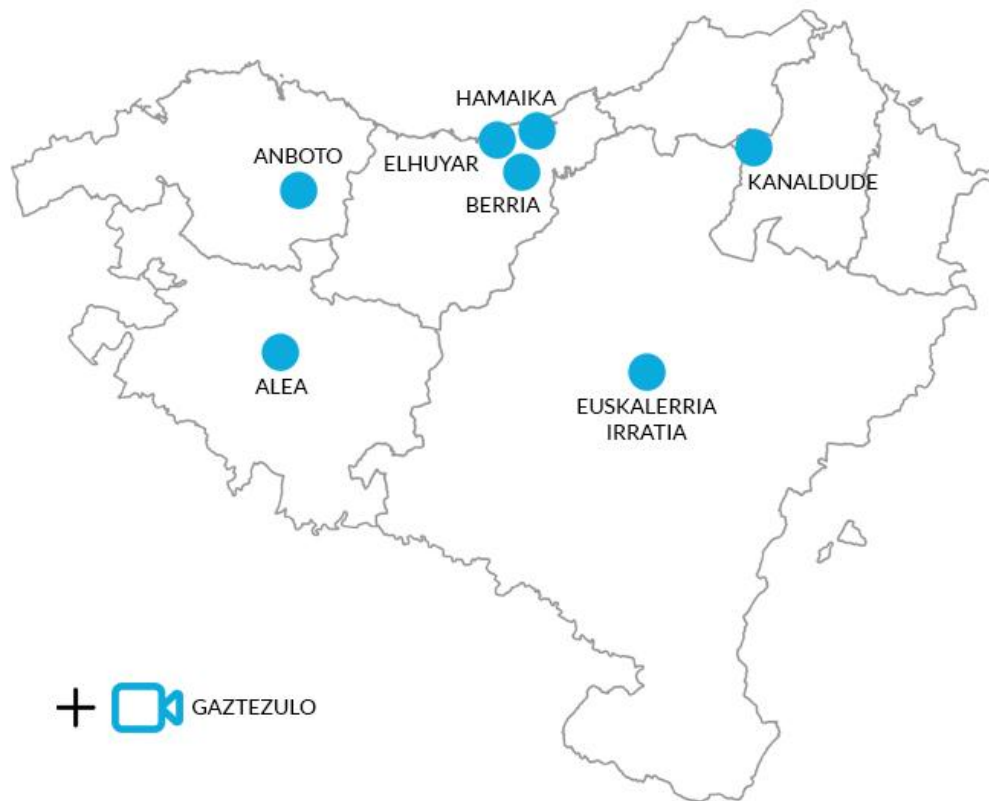 HAMAIKA
ANBOTO
ELHUYAR
KANALDUDE
BERRIA
ALEA
EUSKALERRIA
IRRATIA
+ GAZTEZULO